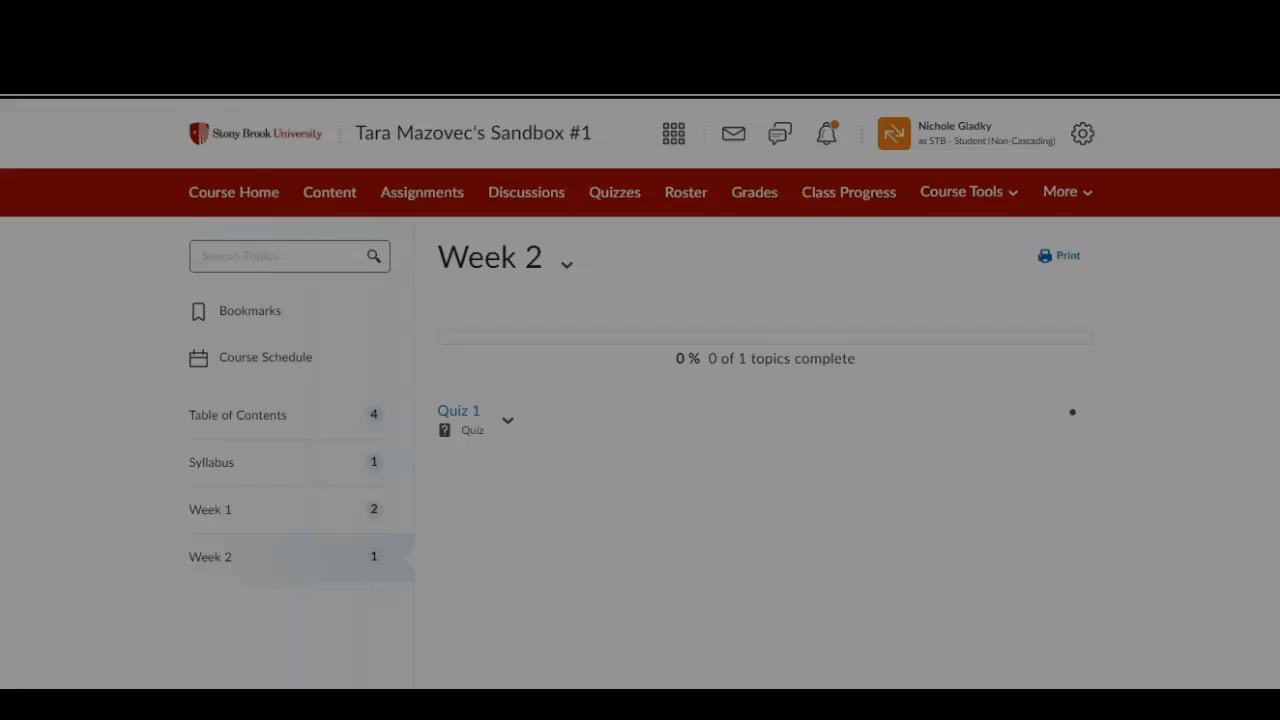 Stony Brook University
Tara Mazovec's Sandbox #1
Nichole Gladky
as STB - Student (Non-Cascading)
Course Home Content Assignments Discussions Quizzes Roster Grades Class Progress Course Tools More
Search Topics
Week 2
Print
Bookmarks
Course Schedule
0 % 0 of 1 topics complete
Table of Contents 4
Quiz 1
? Quiz
Syllabus 1
Week 1 2
Week 2 1